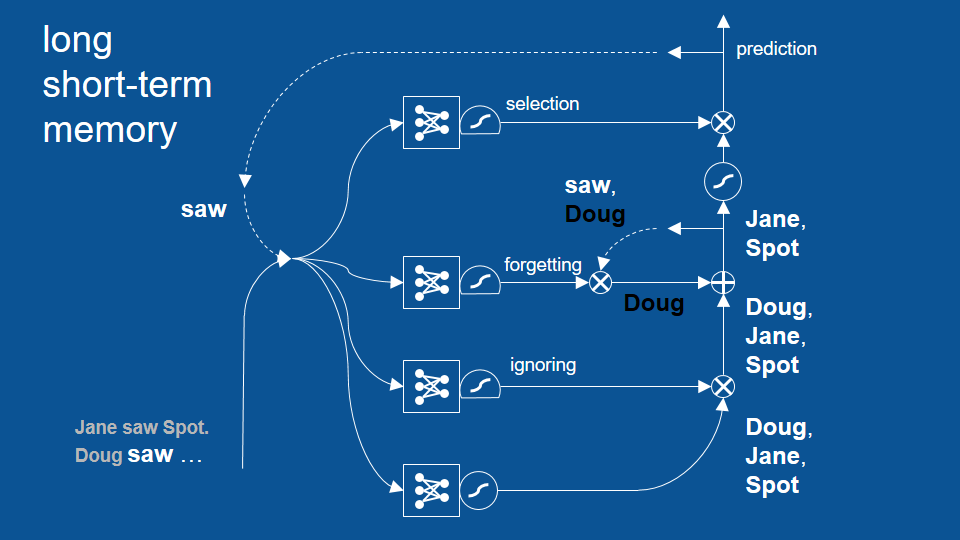 long
short-term
memory
prediction
selection
saw
saw,
Doug
Jane,
Spot
forgetting
Doug
Doug,
Jane,
Spot
ignoring
Jane saw Spot.
Doug saw ...
Doug,
Jane,
Spot